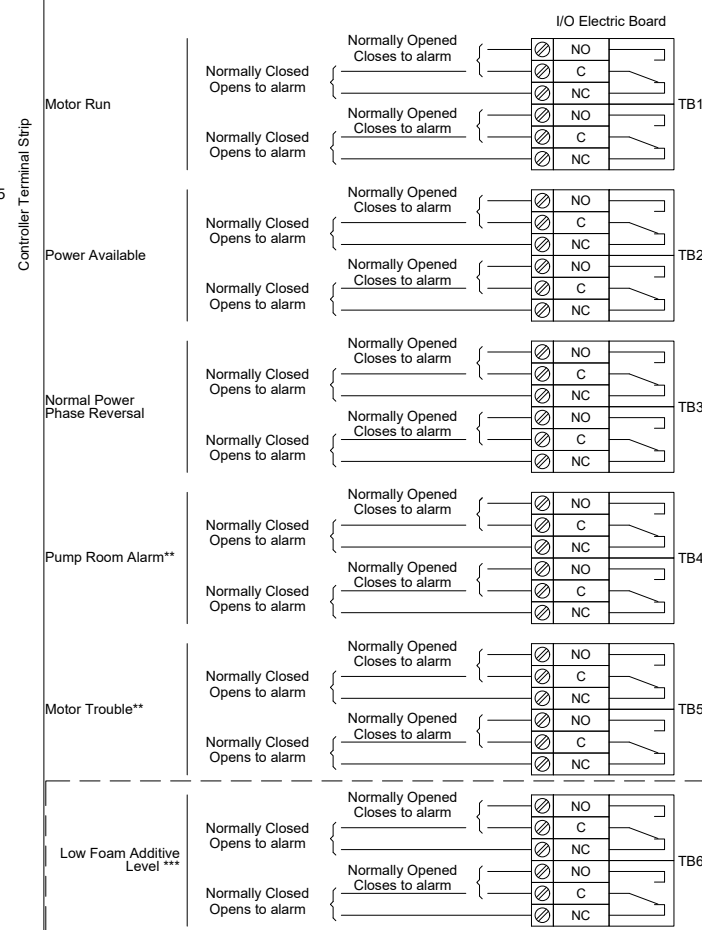 I/O Electric Board
Controller Terminal Strip
5
Motor Run
Normally Opened
Closes to alarm
Normally Closed
Opens to alarm
Normally Opened
Closes to alarm
Normally Closed
Opens to alarm
NO
C
NC
NO
C
NC
TB1
Power Available
Normally Opened
Closes to alarm
Normally Closed
Opens to alarm
Normally Opened
Closes to alarm
Normally Closed
Opens to alarm
NO
C
NC
NO
C
NC
TB2
Normal Power
Phase Reversal
Normally Opened
Closes to alarm
Normally Closed
Opens to alarm
Normally Opened
Closes to alarm
Normally Closed
Opens to alarm
NO
C
NC
NO
C
NC
TB3
Pump Room Alarm**
Normally Opened
Closes to alarm
Normally Closed
Opens to alarm
Normally Opened
Closes to alarm
Normally Closed
Opens to alarm
NO
C
NC
NO
C
NC
TB4
Motor Trouble**
Normally Opened
Closes to alarm
Normally Closed
Opens to alarm
Normally Opened
Closes to alarm
Normally Closed
Opens to alarm
NO
C
NC
NO
C
NC
TB5
Low Foam Additive
Level ***
Normally Opened
Closes to alarm
Normally Closed
Opens to alarm
Normally Opened
Closes to alarm
Normally Closed
Opens to alarm
NO
C
NC
NO
C
NC
TB6